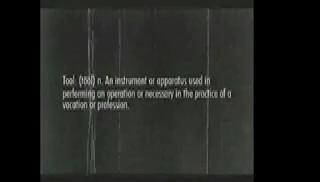 Tool: (tōōl) n. An instrument or apparatus used in
performing an operation or necessary in the practice of a
vocation or profession.